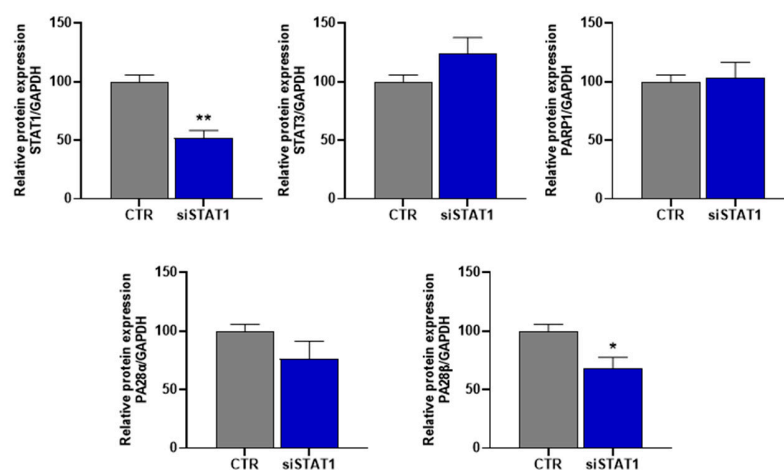 Relative protein expression
STAT1/GAPDH
150
100
50
0
**
CTR siSTAT1
Relative protein expression
STAT3/GAPDH
150
100
50
0
CTR siSTAT1
Relative protein expression
PARP1/GAPDH
150
100
50
0
CTR siSTAT1
Relative protein expression
PA28α/GAPDH
150
100
50
0
CTR siSTAT1
Relative protein expression
PA28β/GAPDH
150
100
50
0
*
CTR siSTAT1